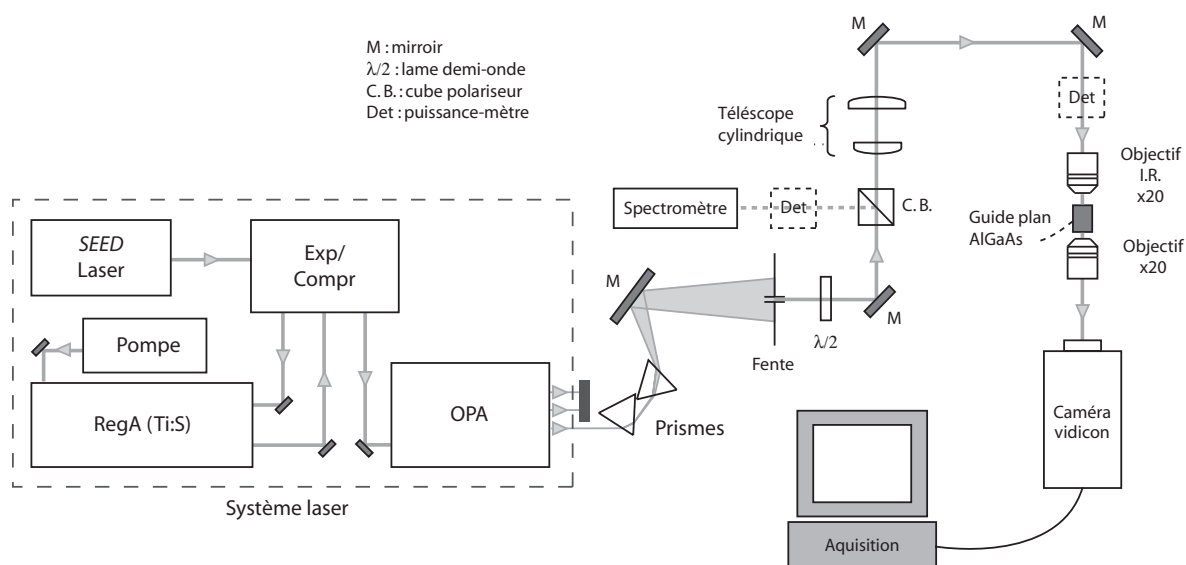 M : mirroir
λ/2 : lame demi-onde
C. B. : cube polariseur
Det : puissance-mètre
M
M
Det
Téléscope
cylindrique
Objectif
I.R.
x20
Spectromètre
Det
C. B.
Guide plan
AlGaAs
Objectif
x20
SEED
Laser
Exp/
Compr
M
M
λ/2
Fente
Pompe
RegA (Ti:S)
OPA
Prismes
Caméra
vidicon
Système laser
Aquisition